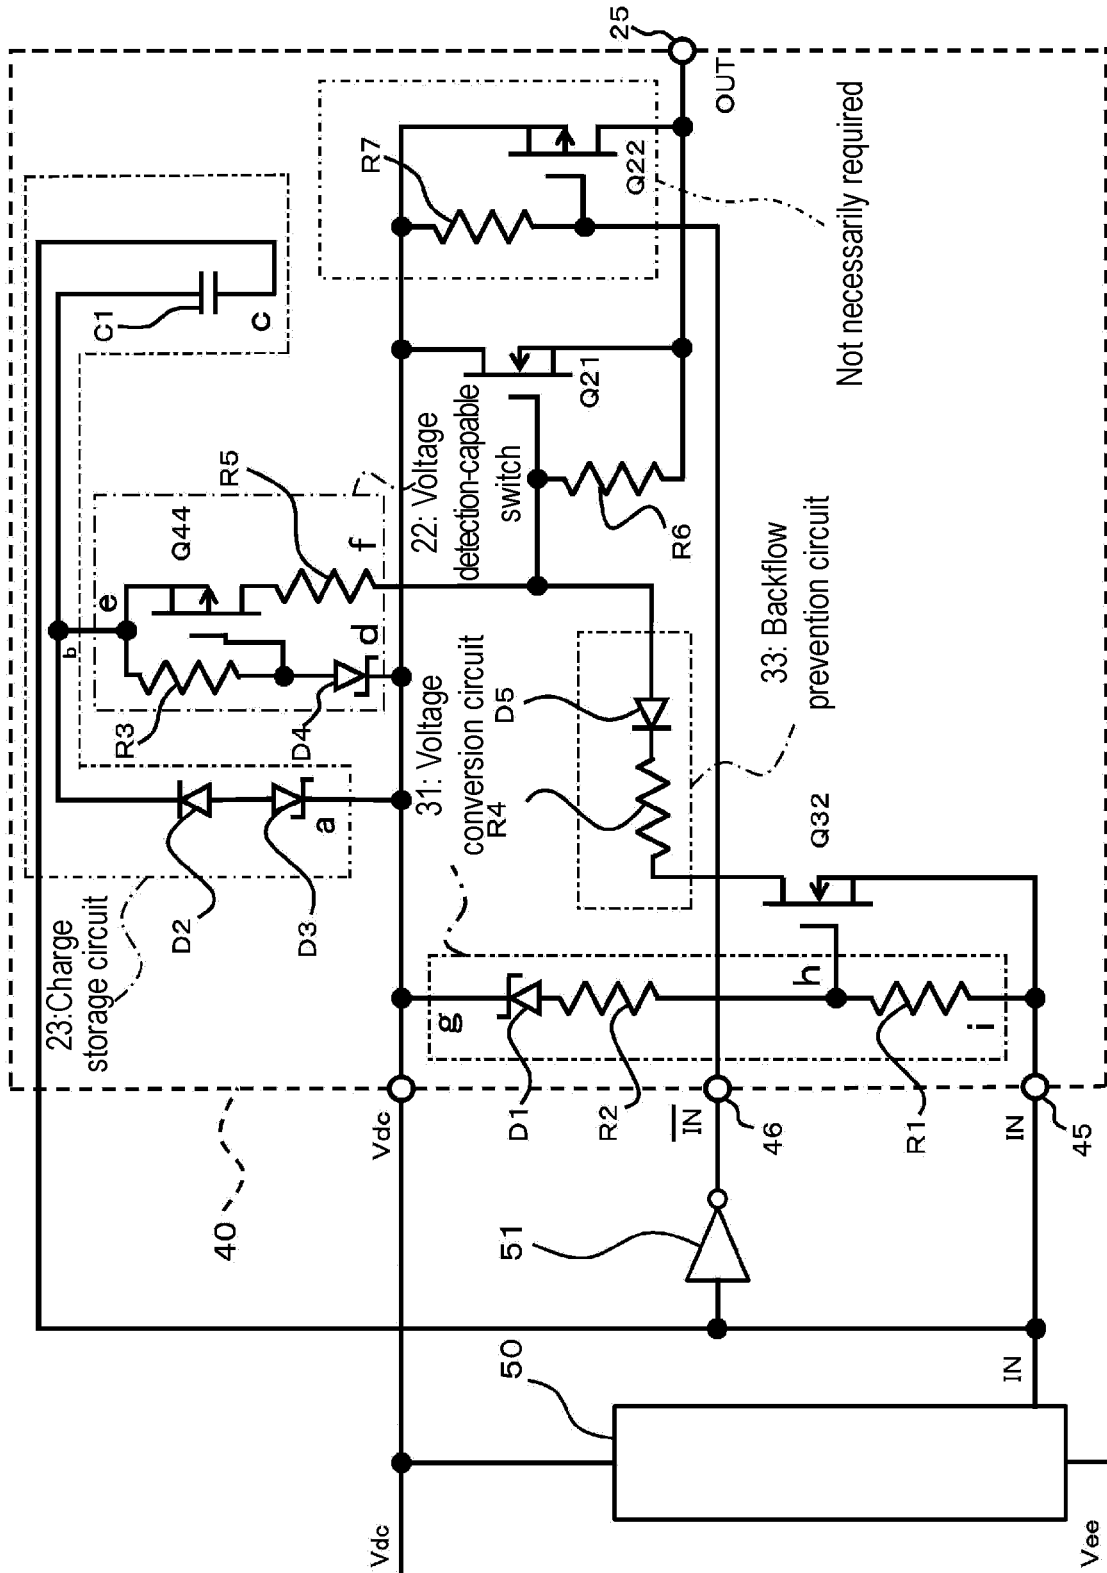 40
23:Charge
storage circuit
D2
D3
a
b
C1
c
e
Q44
R5
f
R3
D4
d
22: Voltage
detection-capable
switch
R7
Q22
Not necessarily required
25
OUT
Q21
R6
31: Voltage
conversion circuit
D5
R4
33: Backflow
prevention circuit
Q32
g
h
i
D1
R2
R1
Vdc
IN
46
IN
45
51
50
IN
Vdc
Vee